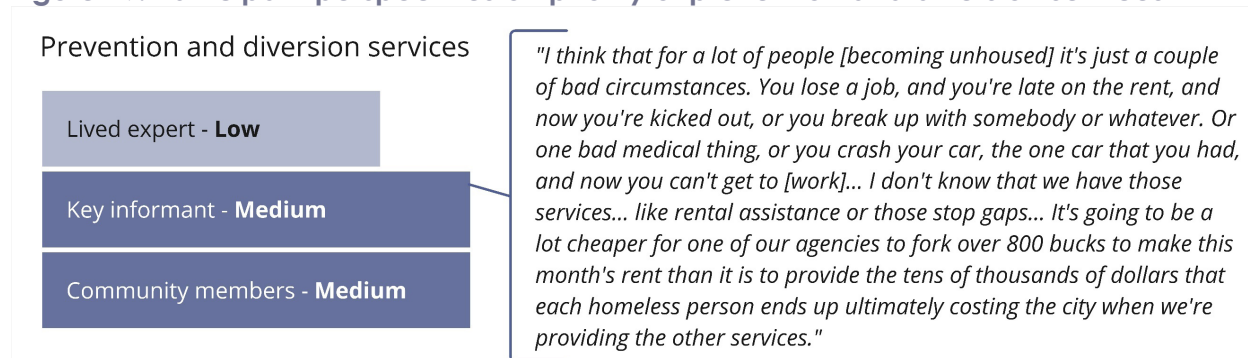 Prevention and diversion services
Lived expert - Low
Key informant - Medium
Community members - Medium
"I think that for a lot of people [becoming unhoused] it's just a couple
of bad circumstances. You lose a job, and you're late on the rent, and
now you're kicked out, or you break up with somebody or whatever. Or
one bad medical thing, or you crash your car, the one car that you had,
and now you can't get to [work]... I don't know that we have those
services... like rental assistance or those stop gaps... It's going to be a
lot cheaper for one of our agencies to fork over 800 bucks to make this
month's rent than it is to provide the tens of thousands of dollars that
each homeless person ends up ultimately costing the city when we're
providing the other services."